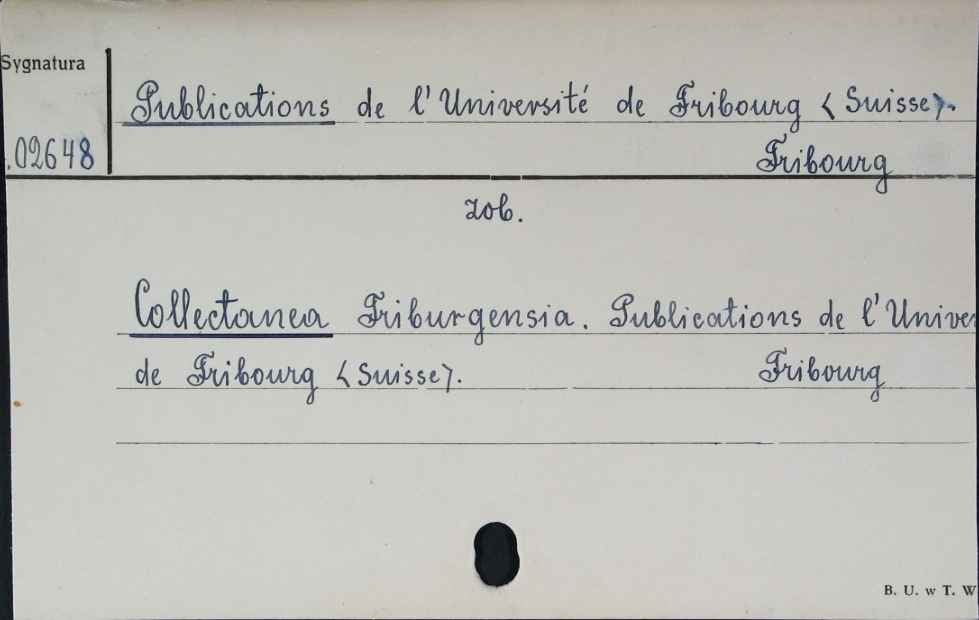 Sygnatura
Publications de l'Université de Fribourg <Suisse>.
.02648
Fribourg
zob.
Collectanea Friburgensia. Publications de l'Univer
de Fribourg <Suisse>. Fribourg
B. U. w T. W